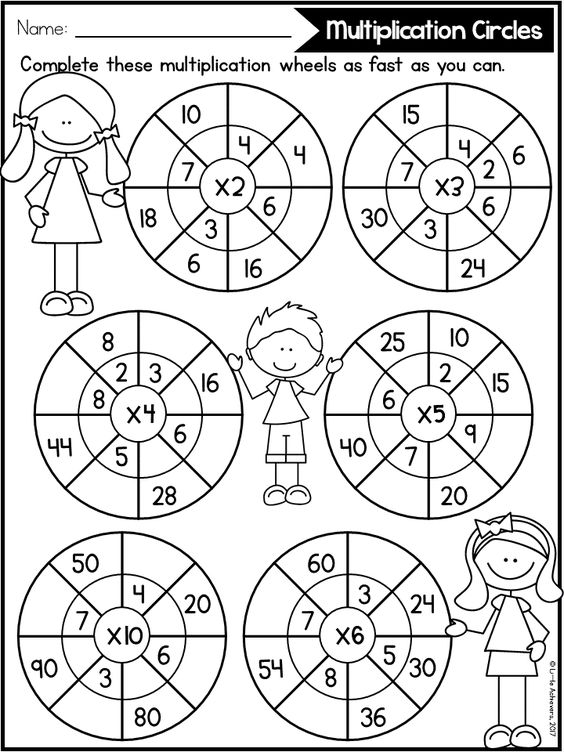 Name:
Multiplication Circles
Complete these multiplication wheels as fast as you can.
10
4 4
7
x2
18 3 6
6 16
15
4 2 6
7
x3
30 3 6
24
8
2 3 16
8
x4
44 5 6
28
25 10
2 15
6
x5
40 7 9
20
50
4 20
7
x10
90 3 6
80
60
3 24
7
x6
54 8 5 30
36
© Little Achievers, 2017